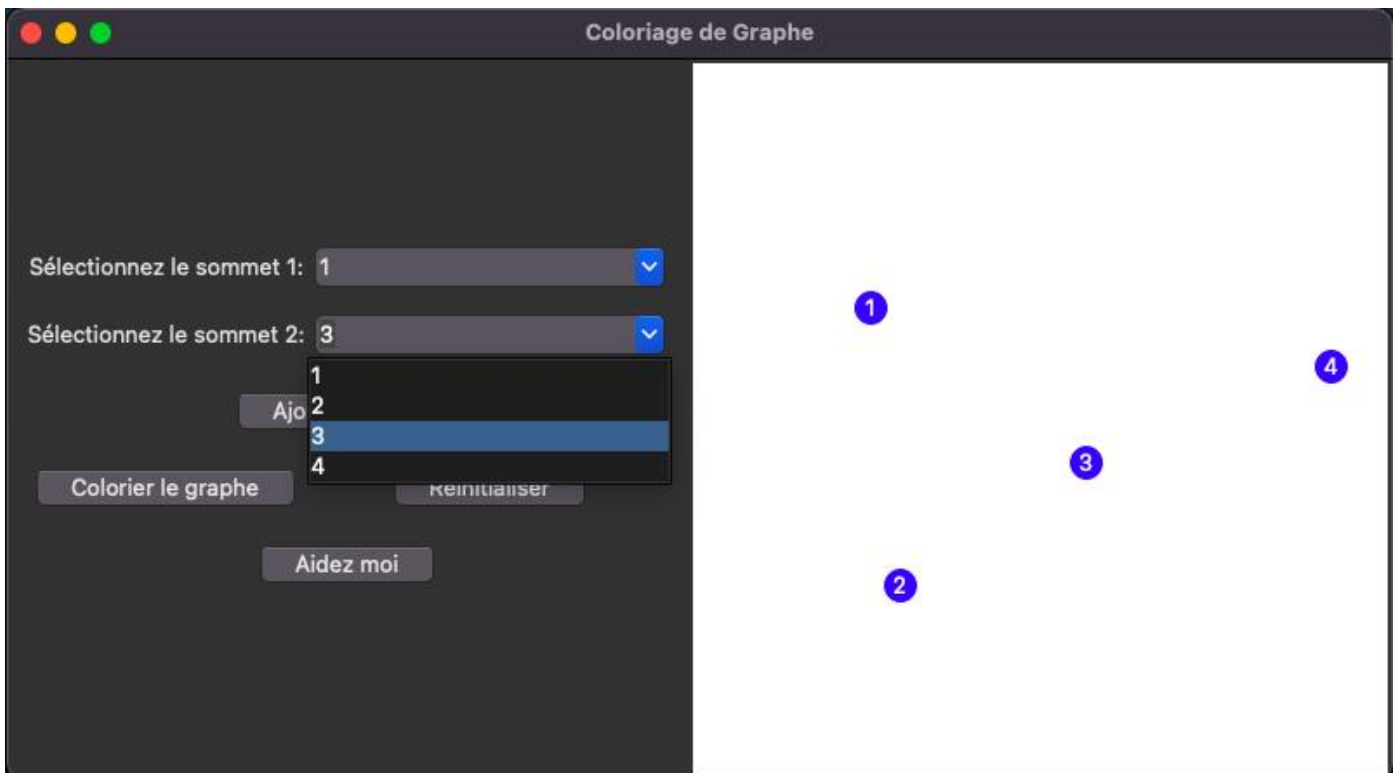 Coloriage de Graphe
Sélectionnez le sommet 1: 1
Sélectionnez le sommet 2: 3
1
2
3
4
Colorier le graphe
Réinitialiser
Aidez moi
1
4
3
2